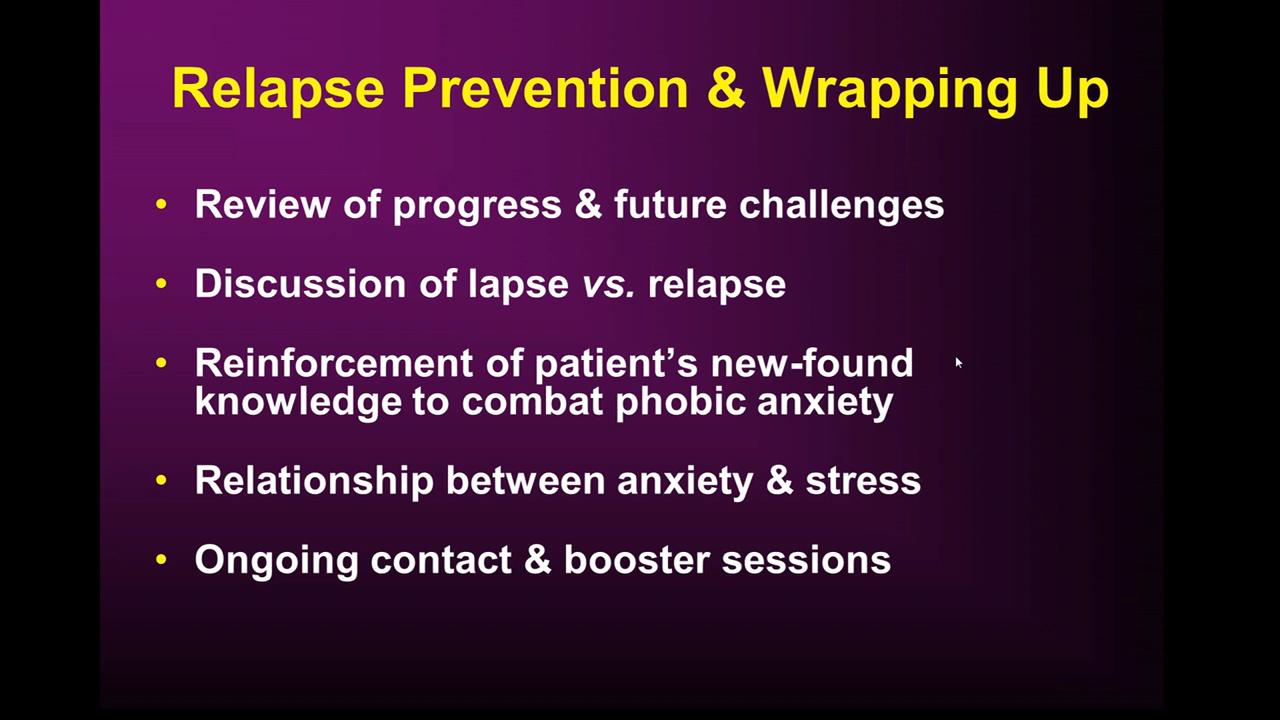 Relapse Prevention & Wrapping Up
• Review of progress & future challenges
• Discussion of lapse vs. relapse
• Reinforcement of patient’s new-found
knowledge to combat phobic anxiety
• Relationship between anxiety & stress
• Ongoing contact & booster sessions